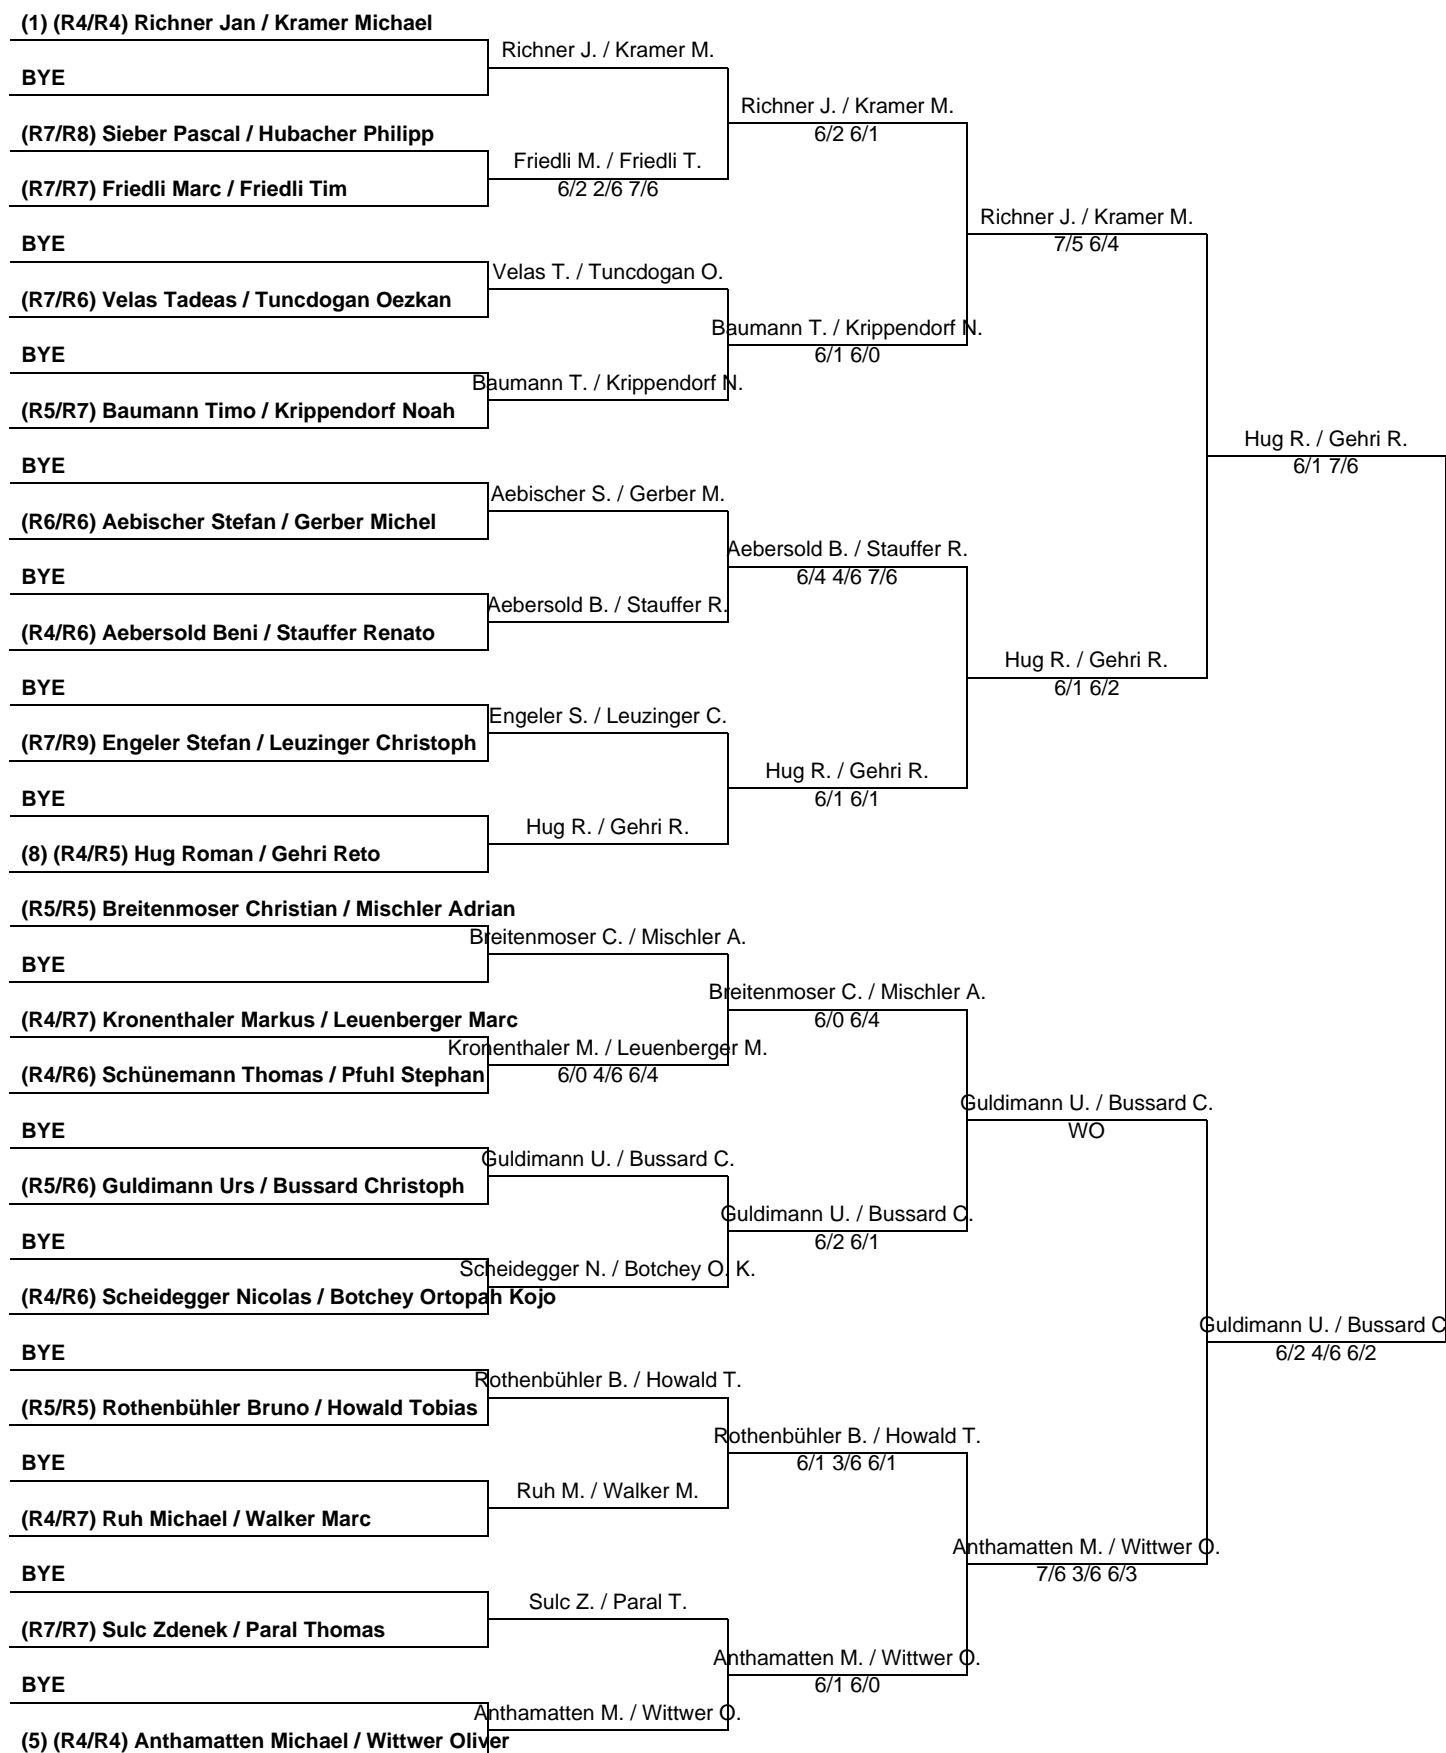 (1) (R4/R4) Richner Jan / Kramer Michael
Richner J. / Kramer M.
BYE
Richner J. / Kramer M.
6/2 6/1
(R7/R8) Sieber Pascal / Hubacher Philipp
Friedli M. / Friedli T.
6/2 2/6 7/6
(R7/R7) Friedli Marc / Friedli Tim
Richner J. / Kramer M.
7/5 6/4
BYE
Velas T. / Tuncdogan O.
(R7/R6) Velas Tadeas / Tuncdogan Oezkan
Baumann T. / Krippendorf N.
6/1 6/0
BYE
Baumann T. / Krippendorf N.
(R5/R7) Baumann Timo / Krippendorf Noah
Hug R. / Gehri R.
6/1 7/6
BYE
Aebischer S. / Gerber M.
(R6/R6) Aebischer Stefan / Gerber Michel
Aebersold B. / Stauffer R.
6/4 4/6 7/6
BYE
Aebersold B. / Stauffer R.
(R4/R6) Aebersold Beni / Stauffer Renato
Hug R. / Gehri R.
6/1 6/2
BYE
Engeler S. / Leuzinger C.
(R7/R9) Engeler Stefan / Leuzinger Christoph
Hug R. / Gehri R.
6/1 6/1
BYE
Hug R. / Gehri R.
(8) (R4/R5) Hug Roman / Gehri Reto
(R5/R5) Breitenmoser Christian / Mischler Adrian
Breitenmoser C. / Mischler A.
BYE
Breitenmoser C. / Mischler A.
6/0 6/4
(R4/R7) Kronenthaler Markus / Leuenberger Marc
Kronenthaler M. / Leuenberger M.
6/0 4/6 6/4
(R4/R6) Schünemann Thomas / Pfuhl Stephan
Guldimann U. / Bussard C.
WO
BYE
Guldimann U. / Bussard C.
(R5/R6) Guldimann Urs / Bussard Christoph
Guldimann U. / Bussard C.
6/2 6/1
BYE
Scheidegger N. / Botchey O. K.
(R4/R6) Scheidegger Nicolas / Botchey Ortopah Kojo
Guldimann U. / Bussard C
6/2 4/6 6/2
BYE
Rothenbühler B. / Howald T.
(R5/R5) Rothenbühler Bruno / Howald Tobias
Rothenbühler B. / Howald T.
6/1 3/6 6/1
BYE
Ruh M. / Walker M.
(R4/R7) Ruh Michael / Walker Marc
Anthamatten M. / Wittwer O.
7/6 3/6 6/3
BYE
Sulc Z. / Paral T.
(R7/R7) Sulc Zdenek / Paral Thomas
Anthamatten M. / Wittwer O.
6/1 6/0
BYE
Anthamatten M. / Wittwer O.
(5) (R4/R4) Anthamatten Michael / Wittwer Oliver